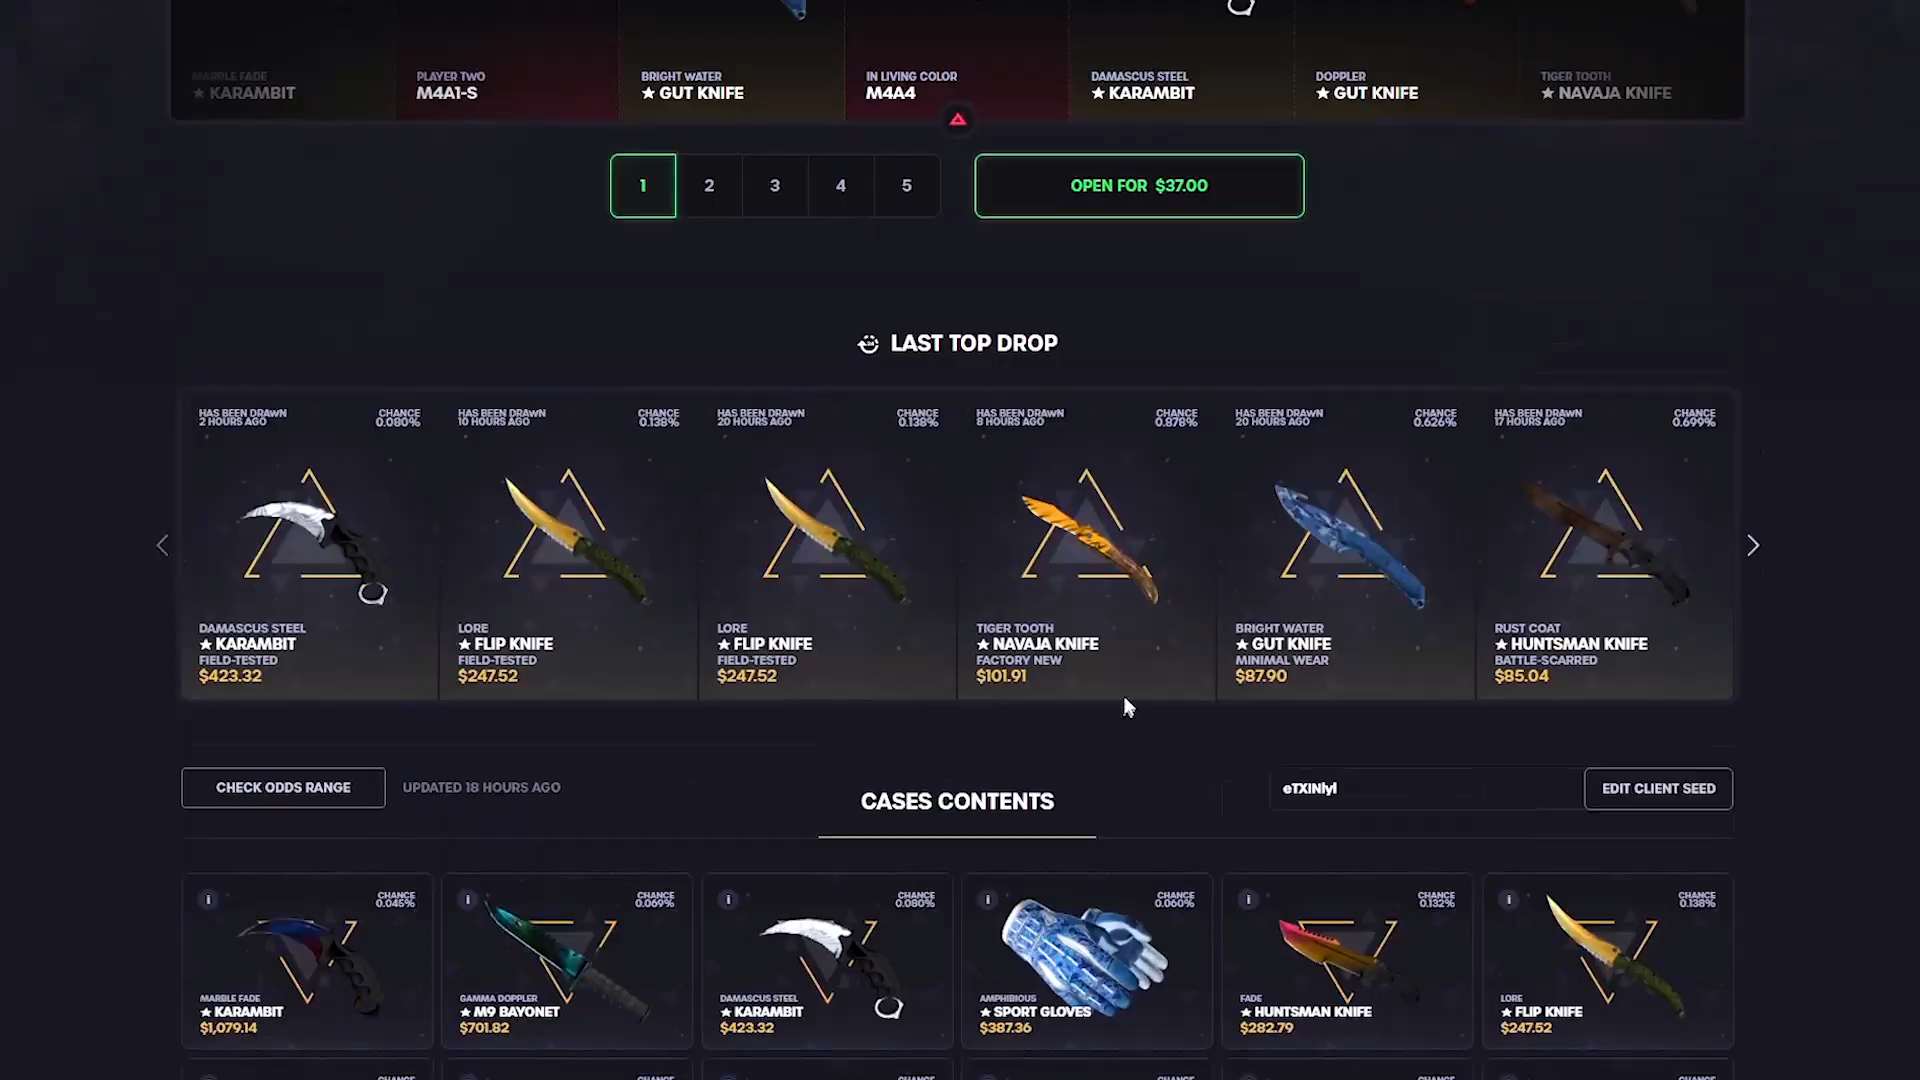 MARBLE FADE
★ KARAMBIT
PLAYER TWO
M4A1-S
BRIGHT WATER
★ GUT KNIFE
IN LIVING COLOR
M4A4
DAMASCUS STEEL
★ KARAMBIT
DOPPLER
★ GUT KNIFE
TIGER TOOTH
★ NAVAJA KNIFE
1 2 3 4 5
OPEN FOR $37.00
LAST TOP DROP
HAS BEEN DRAWN
2 HOURS AGO
CHANCE
0.080%
DAMASCUS STEEL
★ KARAMBIT
FIELD-TESTED
$423.32
HAS BEEN DRAWN
10 HOURS AGO
CHANCE
0.138%
LORE
★ FLIP KNIFE
FIELD-TESTED
$247.52
HAS BEEN DRAWN
20 HOURS AGO
CHANCE
0.138%
LORE
★ FLIP KNIFE
FIELD-TESTED
$247.52
HAS BEEN DRAWN
8 HOURS AGO
CHANCE
0.878%
TIGER TOOTH
★ NAVAJA KNIFE
FACTORY NEW
$101.91
HAS BEEN DRAWN
20 HOURS AGO
CHANCE
0.626%
BRIGHT WATER
★ GUT KNIFE
MINIMAL WEAR
$87.90
HAS BEEN DRAWN
17 HOURS AGO
CHANCE
0.699%
RUST COAT
★ HUNTSMAN KNIFE
BATTLE-SCARRED
$85.04
CHECK ODDS RANGE
UPDATED 18 HOURS AGO
CASES CONTENTS
eTXINlyl
EDIT CLIENT SEED
i
CHANCE
0.045%
MARBLE FADE
★ KARAMBIT
$1,079.14
i
CHANCE
0.069%
GAMMA DOPPLER
★ M9 BAYONET
$701.82
i
CHANCE
0.080%
DAMASCUS STEEL
★ KARAMBIT
$423.32
i
CHANCE
0.060%
AMPHIBIOUS
★ SPORT GLOVES
$387.36
i
CHANCE
0.132%
FADE
★ HUNTSMAN KNIFE
$282.79
i
CHANCE
0.138%
LORE
★ FLIP KNIFE
$247.52
CHANCE
CHANCE
CHANCE
CHANCE
CHANCE
CHANCE